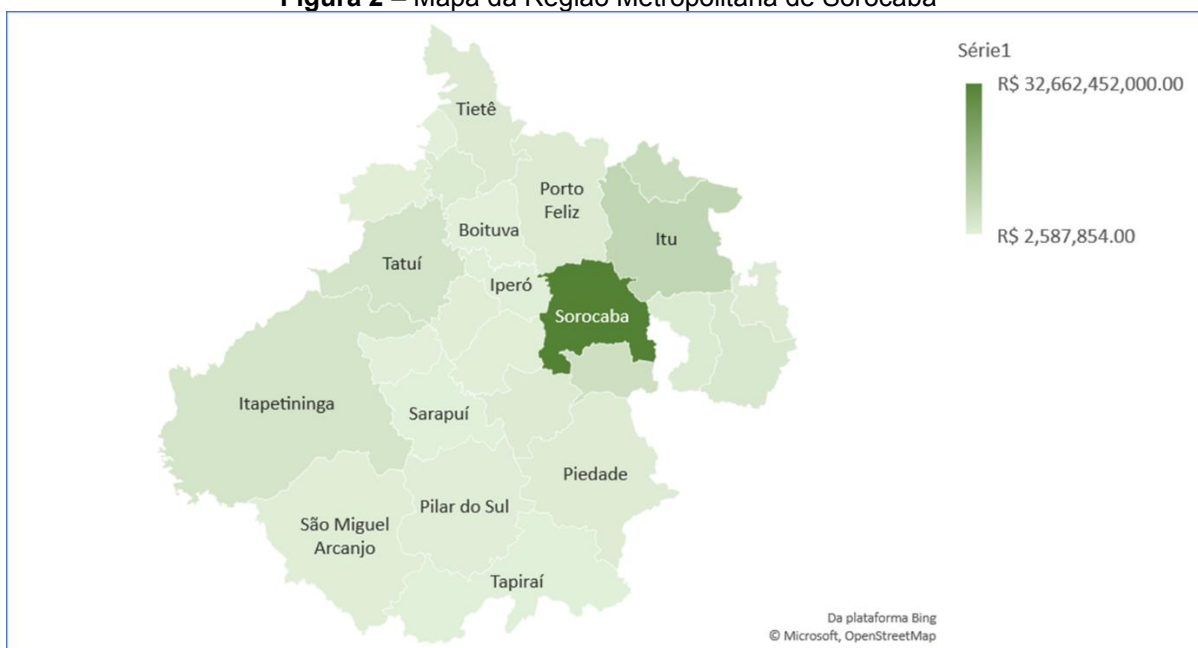 Figura 2 – Mapa da Região Metropolitana de Sorocaba
Série1
R$ 32,662,452,000.00
R$ 2,587,854.00
Tietê
Porto
Feliz
Boituva
Itu
Tatuí
Iperó
Sorocaba
Itapetininga
Sarapuí
Piedade
Pilar do Sul
São Miguel
Arcanjo
Tapiraí
Da plataforma Bing
© Microsoft, OpenStreetMap